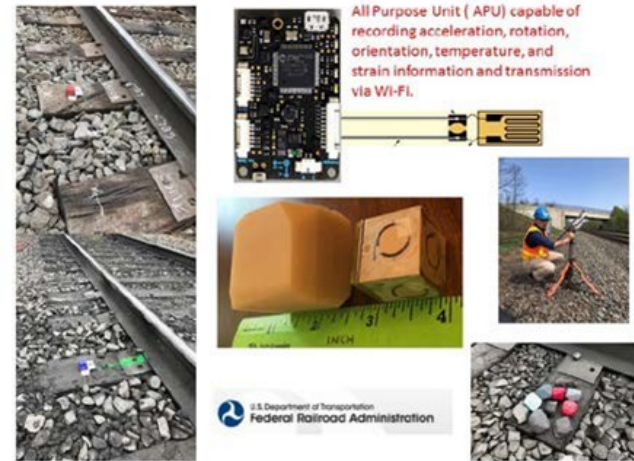 All Purpose Unit ( APU) capable of
recording acceleration, rotation,
orientation, temperature, and
strain information and transmission
via Wi-Fi.
3
4
INCH
U.S. Department of Transportation
Federal Railroad Administration